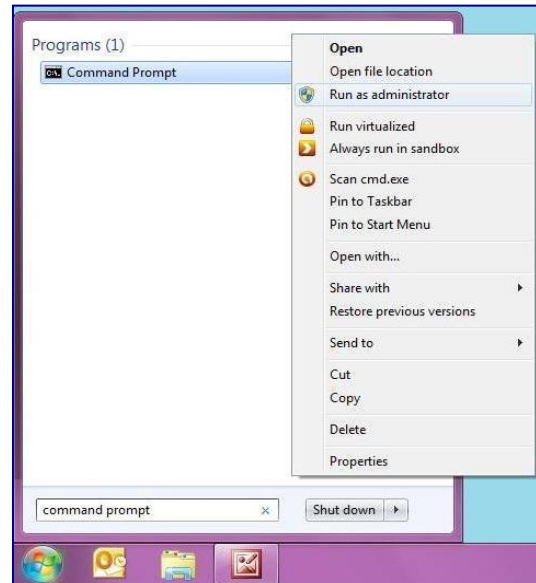 Programs (1)
Command Prompt
Open
Open file location
Run as administrator
Run virtualized
Always run in sandbox
Scan cmd.exe
Pin to Taskbar
Pin to Start Menu
Open with...
Share with
Restore previous versions
Send to
Cut
Copy
Delete
Properties
command prompt
Shut down